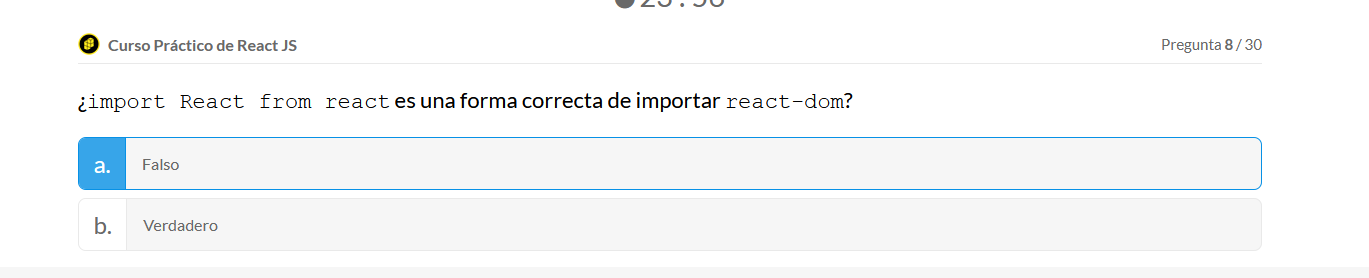 Curso Práctico de React JS
Pregunta 8 / 30
¿import React from react es una forma correcta de importar react-dom?
a. Falso
b. Verdadero